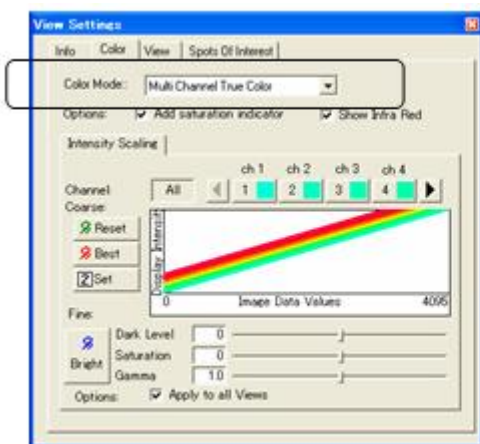 View Settings
Info Color View Spots Of Interest
Color Mode: Multi Channel True Color
Options: Add saturation indicator Show Infra Red
Intensity Scaling
ch 1 ch 2 ch 3 ch 4
Channel: All 1 2 3 4
Coarse:
Reset
Best
Set
Display Intensit
0 Image Data Values 4095
Fine:
Bright
Dark Level 0
Saturation 0
Gamma 1.0
Options: Apply to all Views